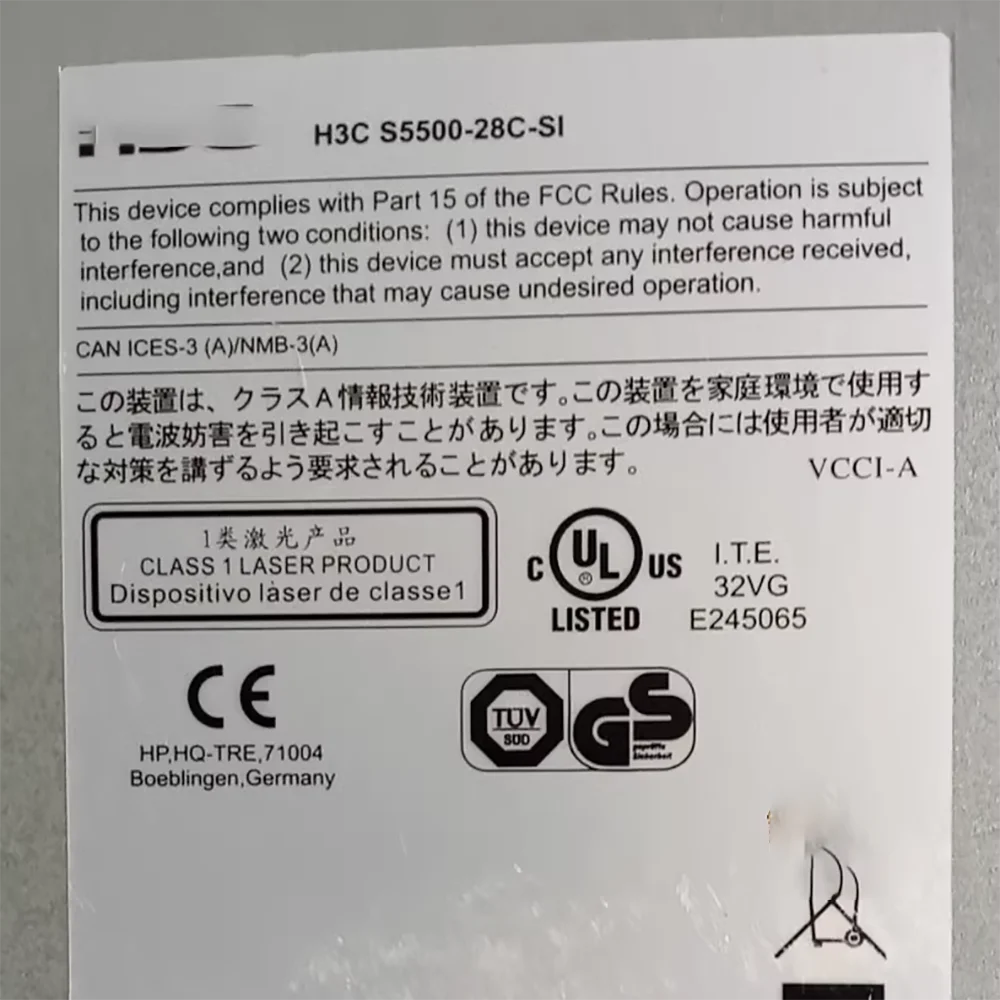 H3C S5500-28C-SI
This device complies with Part 15 of the FCC Rules. Operation is subject
to the following two conditions: (1) this device may not cause harmful
interference,and (2) this device must accept any interference received,
including interference that may cause undesired operation.
CAN ICES-3 (A)/NMB-3(A)
この装置は、クラスA情報技術装置です。この装置を家庭環境で使用す
ると電波妨害を引き起こすことがあります。この場合には使用者が適切
な対策を講ずるよう要求されることがあります。 VCCI-A
1类激光产品
CLASS 1 LASER PRODUCT
Dispositivo làser de classe1
C UL ® US
LISTED
I.T.E.
32VG
E245065
CE
HP,HQ-TRE,71004
Boeblingen,Germany
TÜV
SÜD
GS
geprüfte
Sicherheit